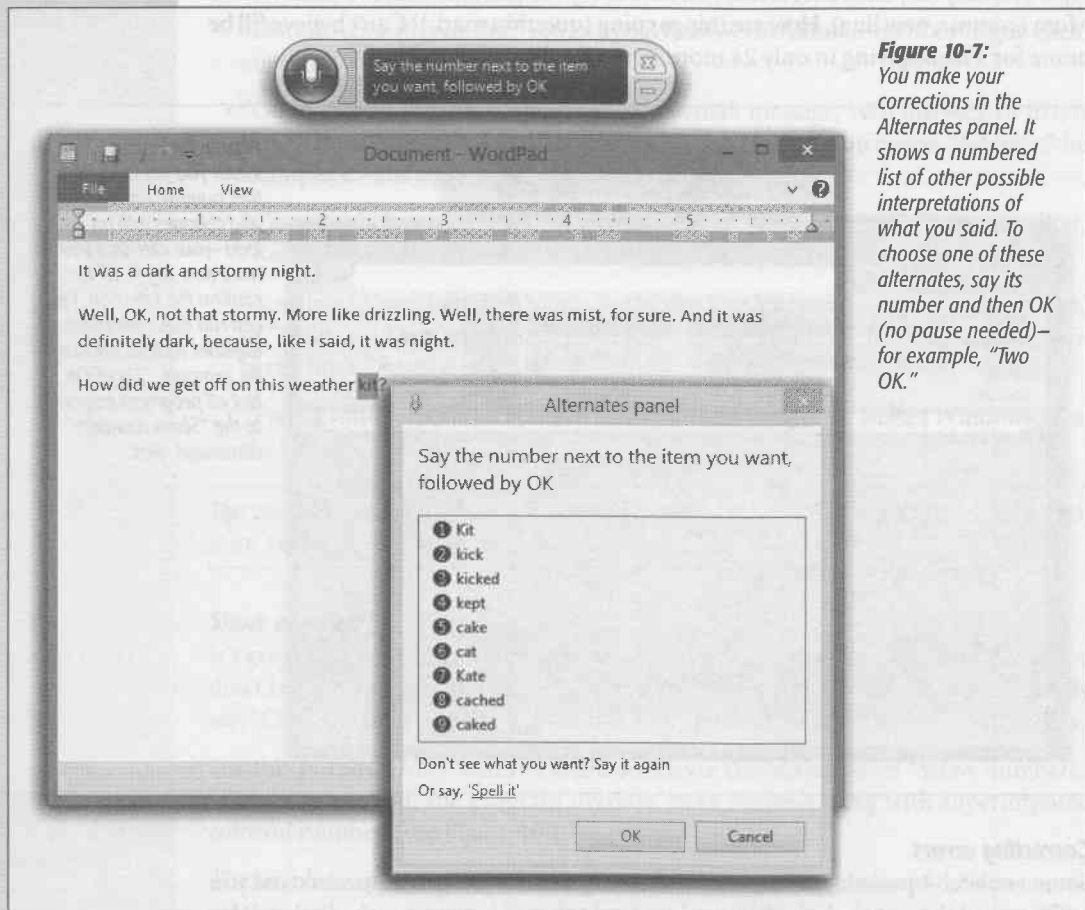 Say the number next to the item
you want, followed by OK
Document - WordPad
File Home View
1 2 3 4 5
It was a dark and stormy night.
Well, OK, not that stormy. More like drizzling. Well, there was mist, for sure. And it was
definitely dark, because, like I said, it was night.
How did we get off on this weather kit?
Alternates panel
Say the number next to the item you want,
followed by OK
1 Kit
2 kick
3 kicked
4 kept
5 cake
6 cat
7 Kate
8 cached
9 caked
Don't see what you want? Say it again
Or say, 'Spell it'
OK Cancel
Figure 10-7:
You make your
corrections in the
Alternates panel. It
shows a numbered
list of other possible
interpretations of
what you said. To
choose one of these
alternates, say its
number and then OK
(no pause needed)—
for example, "Two
OK."